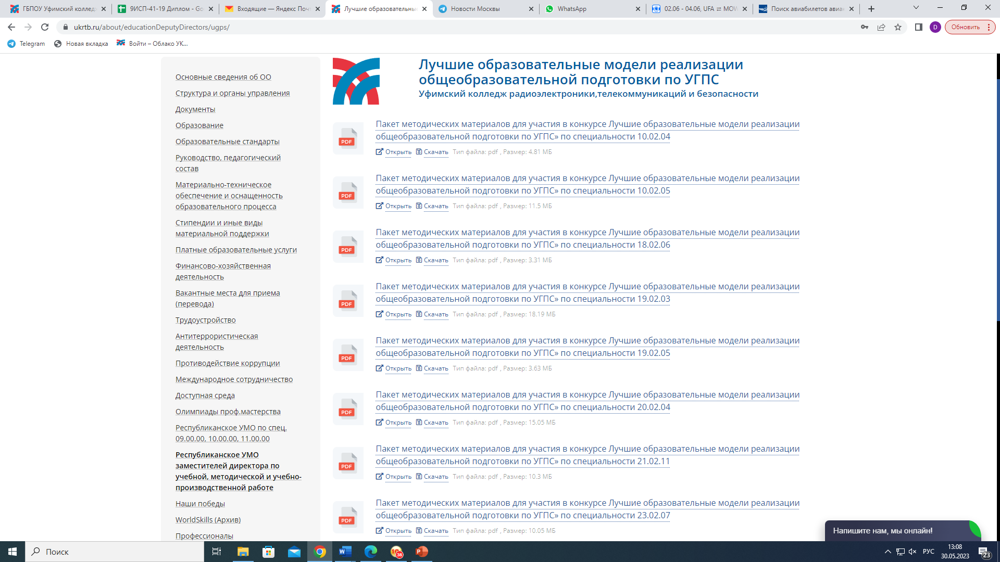 ГБПОУ Уфимский колледж
9ИСП-41-19 Диплом - Go
Входящие — Яндекс Поч
Лучшие образовательны
Новости Москвы
WhatsApp
02.06 - 04.06, UFA ⇄ MOW
Поиск авиабилетов авиа
ukrtb.ru/about/educationDeputyDirectors/ugps/
D
Обновить
Telegram
Новая вкладка
Войти – Облако УК...
Основные сведения об ОО
Структура и органы управления
Документы
Образование
Образовательные стандарты
Руководство, педагогический
состав
Материально-техническое
обеспечение и оснащенность
образовательного процесса
Стипендии и иные виды
материальной поддержки
Платные образовательные услуги
Финансово-хозяйственная
деятельность
Вакантные места для приема
(перевода)
Трудоустройство
Антитеррористическая
деятельность
Противодействие коррупции
Международное сотрудничество
Доступная среда
Олимпиады проф.мастерства
Республиканское УМО по спец.
09.00.00, 10.00.00, 11.00.00
Республиканское УМО
заместителей директора по
учебной, методической и учебно-
производственной работе
Наши победы
WorldSkills (Архив)
Профессионалы
Лучшие образовательные модели реализации
общеобразовательной подготовки по УГПС
Уфимский колледж радиоэлектроники,телекоммуникаций и безопасности
PDF
Пакет методических материалов для участия в конкурсе Лучшие образовательные модели реализации
общеобразовательной подготовки по УГПС» по специальности 10.02.04
Открыть Скачать Тип файла: pdf , Размер: 4.81 МБ
PDF
Пакет методических материалов для участия в конкурсе Лучшие образовательные модели реализации
общеобразовательной подготовки по УГПС» по специальности 10.02.05
Открыть Скачать Тип файла: pdf , Размер: 11.5 МБ
PDF
Пакет методических материалов для участия в конкурсе Лучшие образовательные модели реализации
общеобразовательной подготовки по УГПС» по специальности 18.02.06
Открыть Скачать Тип файла: pdf , Размер: 3.31 МБ
PDF
Пакет методических материалов для участия в конкурсе Лучшие образовательные модели реализации
общеобразовательной подготовки по УГПС» по специальности 19.02.03
Открыть Скачать Тип файла: pdf , Размер: 18.19 МБ
PDF
Пакет методических материалов для участия в конкурсе Лучшие образовательные модели реализации
общеобразовательной подготовки по УГПС» по специальности 19.02.05
Открыть Скачать Тип файла: pdf , Размер: 3.63 МБ
PDF
Пакет методических материалов для участия в конкурсе Лучшие образовательные модели реализации
общеобразовательной подготовки по УГПС» по специальности 20.02.04
Открыть Скачать Тип файла: pdf , Размер: 15.05 МБ
PDF
Пакет методических материалов для участия в конкурсе Лучшие образовательные модели реализации
общеобразовательной подготовки по УГПС» по специальности 21.02.11
Открыть Скачать Тип файла: pdf , Размер: 10.3 МБ
PDF
Пакет методических материалов для участия в конкурсе Лучшие образовательные модели реализации
общеобразовательной подготовки по УГПС» по специальности 23.02.07
Открыть Скачать Тип файла: pdf , Размер: 10.05 МБ
Напишите нам, мы онлайн!
Поиск
РУС
13:08
30.05.2023
23